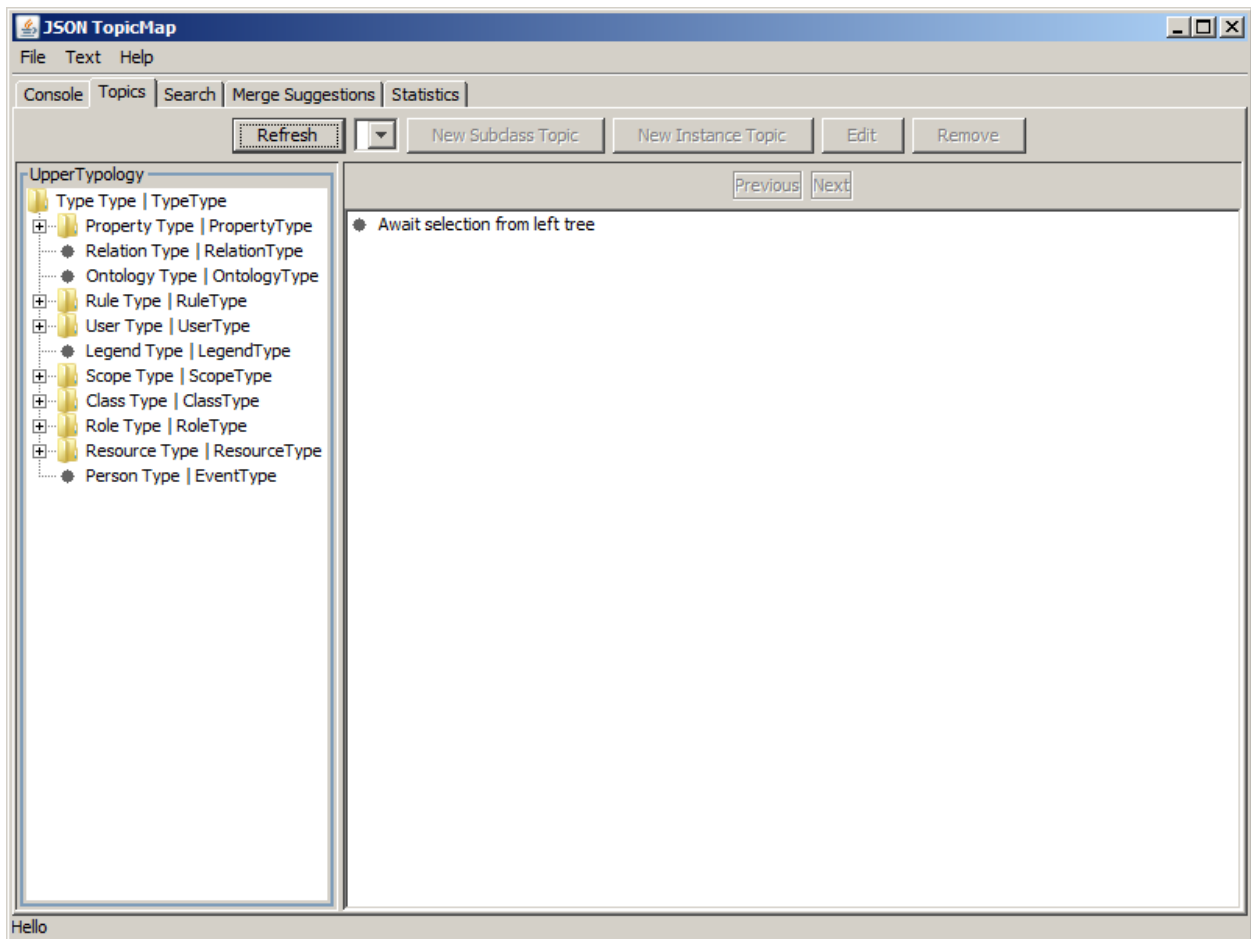 JSON TopicMap
File Text Help
Console Topics Search Merge Suggestions Statistics
Refresh New Subclass Topic New Instance Topic Edit Remove
UpperTypology
Previous Next
Type Type | TypeType
Property Type | PropertyType
Relation Type | RelationType
Ontology Type | OntologyType
Rule Type | RuleType
User Type | UserType
Legend Type | LegendType
Scope Type | ScopeType
Class Type | ClassType
Role Type | RoleType
Resource Type | ResourceType
Person Type | EventType
Await selection from left tree
Hello